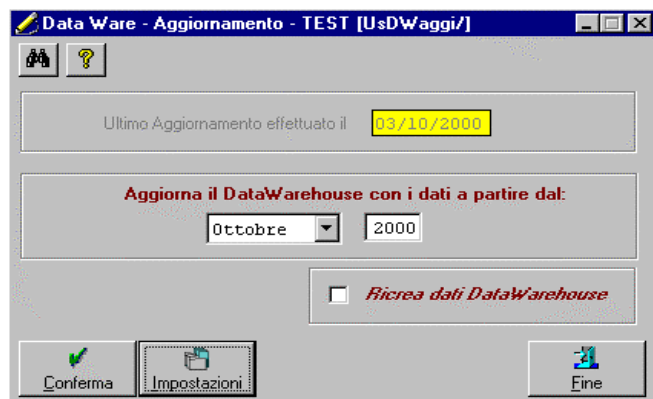 Data Ware - Aggiornamento - TEST [UsDWaggi/]
?
Ultimo Aggiornamento effettuato il 03/10/2000
Aggiorna il DataWarehouse con i dati a partire dal:
Ottobre 2000
Ricrea dati DataWarehouse
Conferma Impostazioni Fine